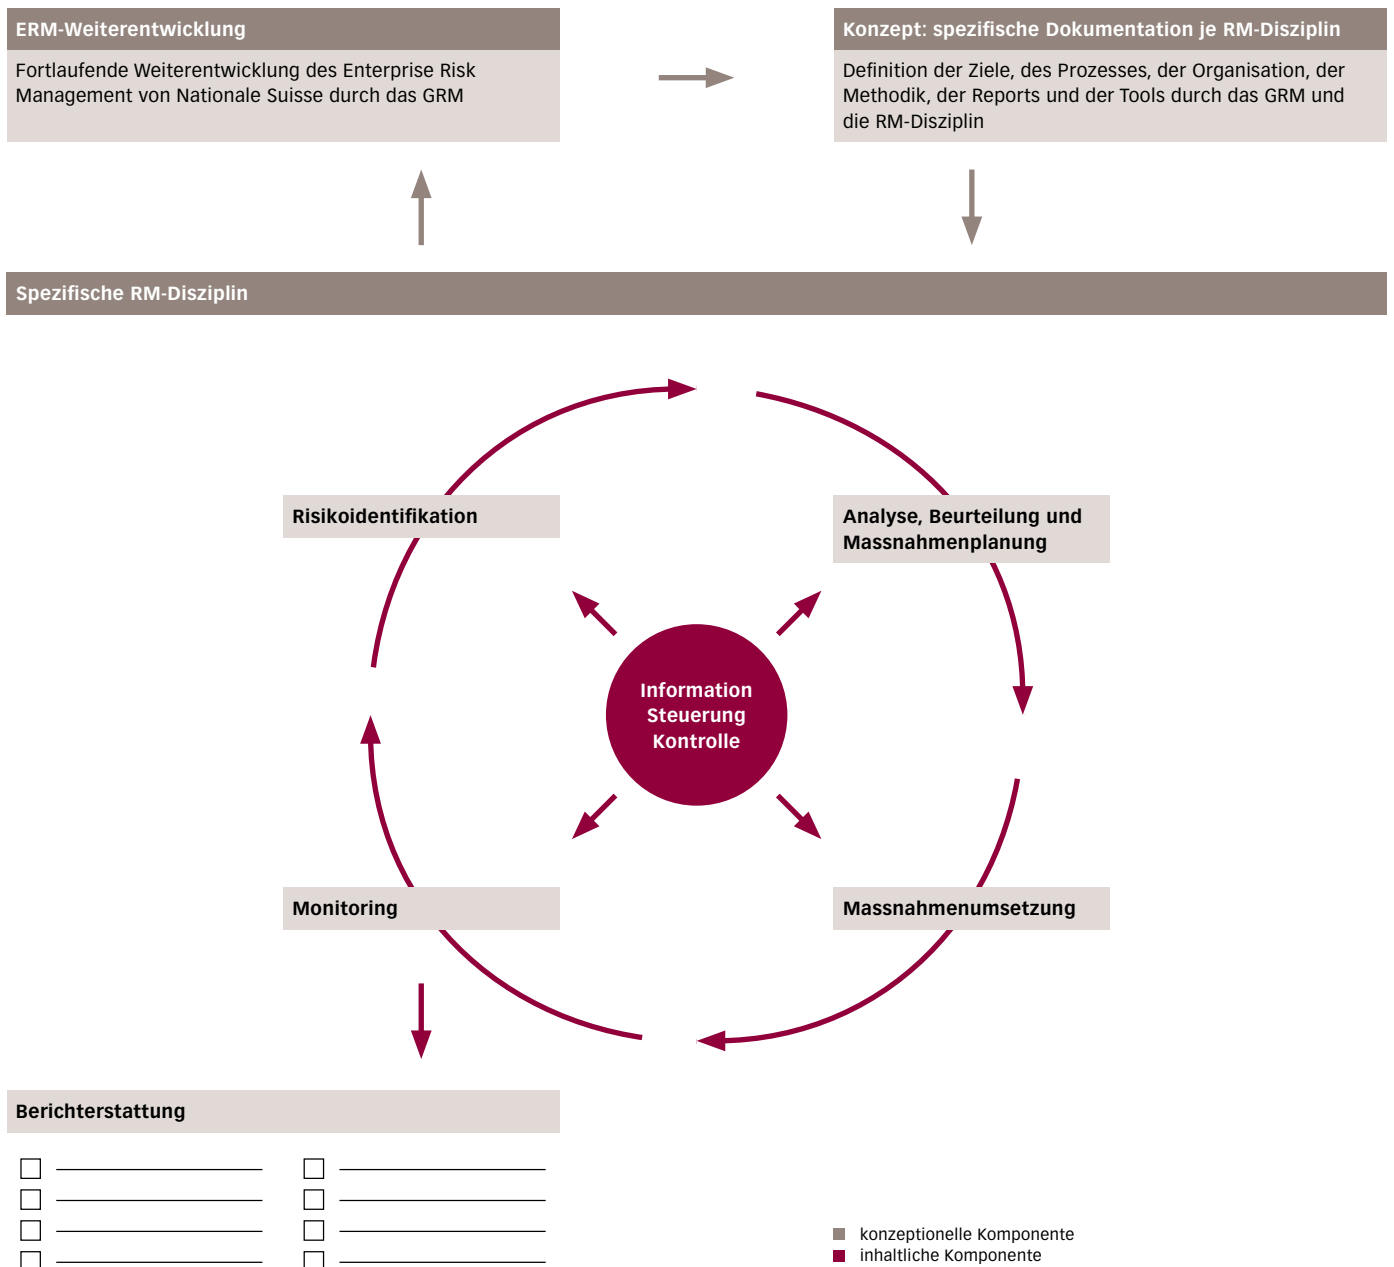 ERM-Weiterentwicklung
Fortlaufende Weiterentwicklung des Enterprise Risk
Management von Nationale Suisse durch das GRM
Konzept: spezifische Dokumentation je RM-Disziplin
Definition der Ziele, des Prozesses, der Organisation, der
Methodik, der Reports und der Tools durch das GRM und
die RM-Disziplin
Spezifische RM-Disziplin
Risikoidentifikation
Analyse, Beurteilung und
Massnahmenplanung
Information
Steuerung
Kontrolle
Monitoring
Massnahmenumsetzung
Berichterstattung
konzeptionelle Komponente
inhaltliche Komponente